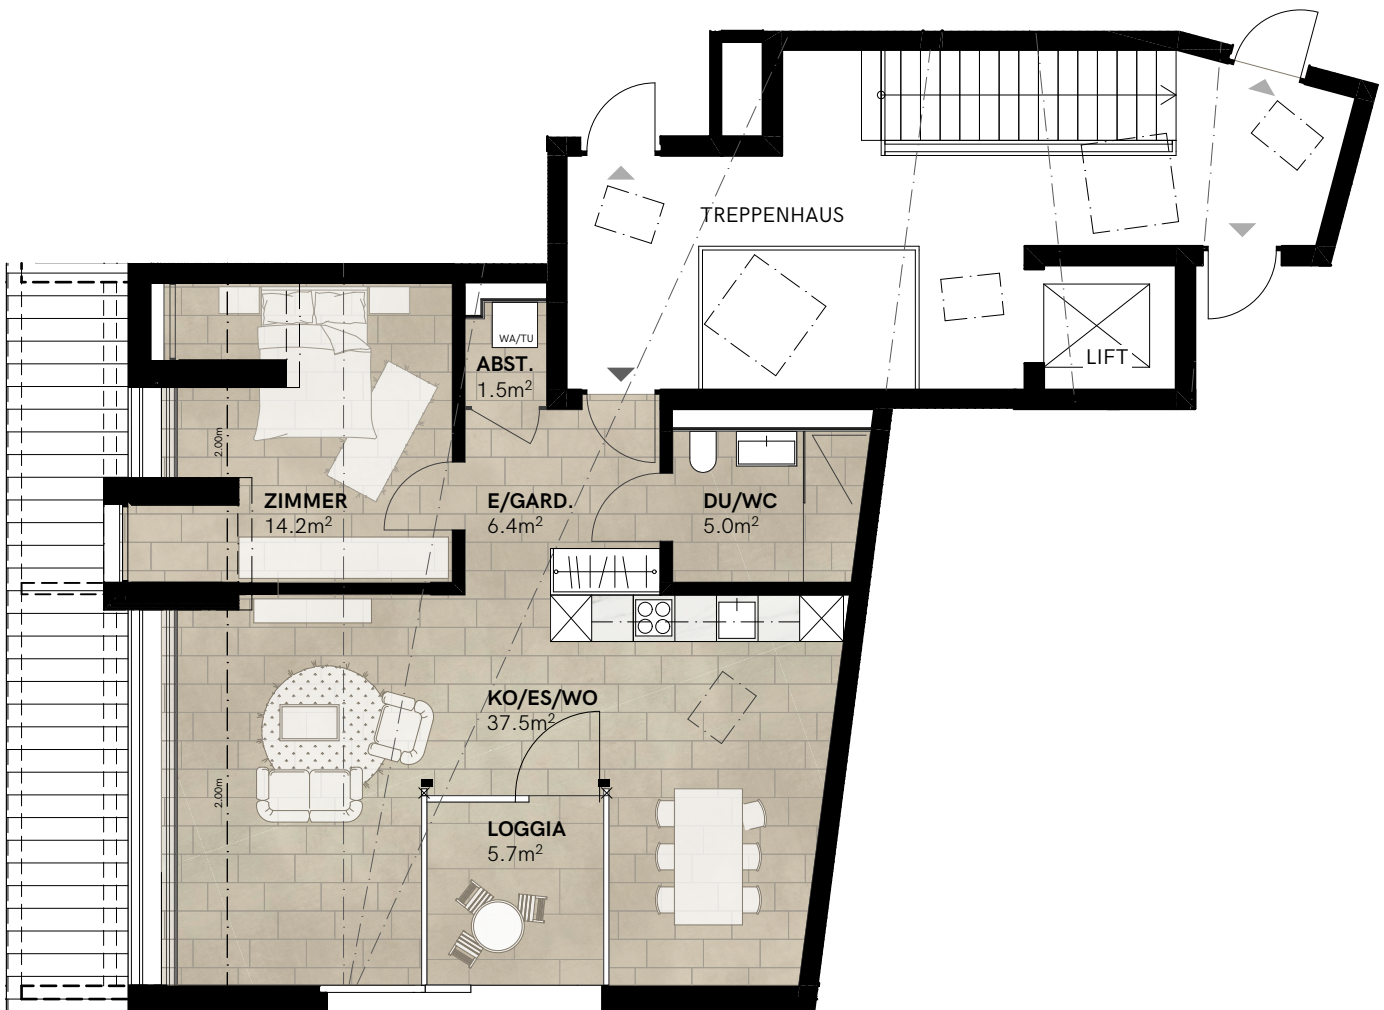 TREPPENHAUS
WA/TU
ABST.
1.5m²
LIFT
2.00m
ZIMMER
14.2m²
E/GARD.
6.4m²
DU/WC
5.0m²
KO/ES/WO
37.5m²
2.00m
LOGGIA
5.7m²